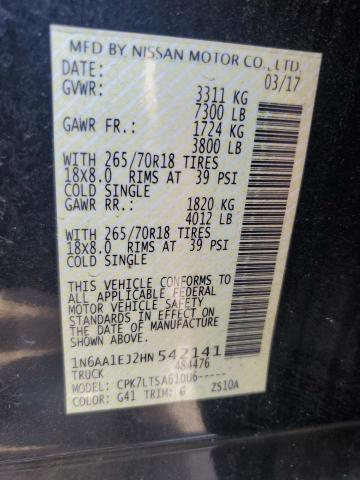 MFD BY NISSAN MOTOR CO., LTD.
DATE: 03/17
GVWR: 3311 KG
7300 LB
GAWR FR.: 1724 KG
3800 LB
WITH 265/70R18 TIRES
18X8.0 RIMS AT 39 PSI
COLD SINGLE
GAWR RR.: 1820 KG
4012 LB
WITH 265/70R18 TIRES
18X8.0 RIMS AT 39 PSI
COLD SINGLE
THIS VEHICLE CONFORMS TO
ALL APPLICABLE FEDERAL
MOTOR VEHICLE SAFETY
STANDARDS IN EFFECT ON THE
DATE OF MANUFACTURE SHOWN
ABOVE.
1N6AA1EJ2HN 542141
TRUCK 484476
MODEL: CPK7LTSA610U6-----
COLOR: G41 TRIM: G ZS10A